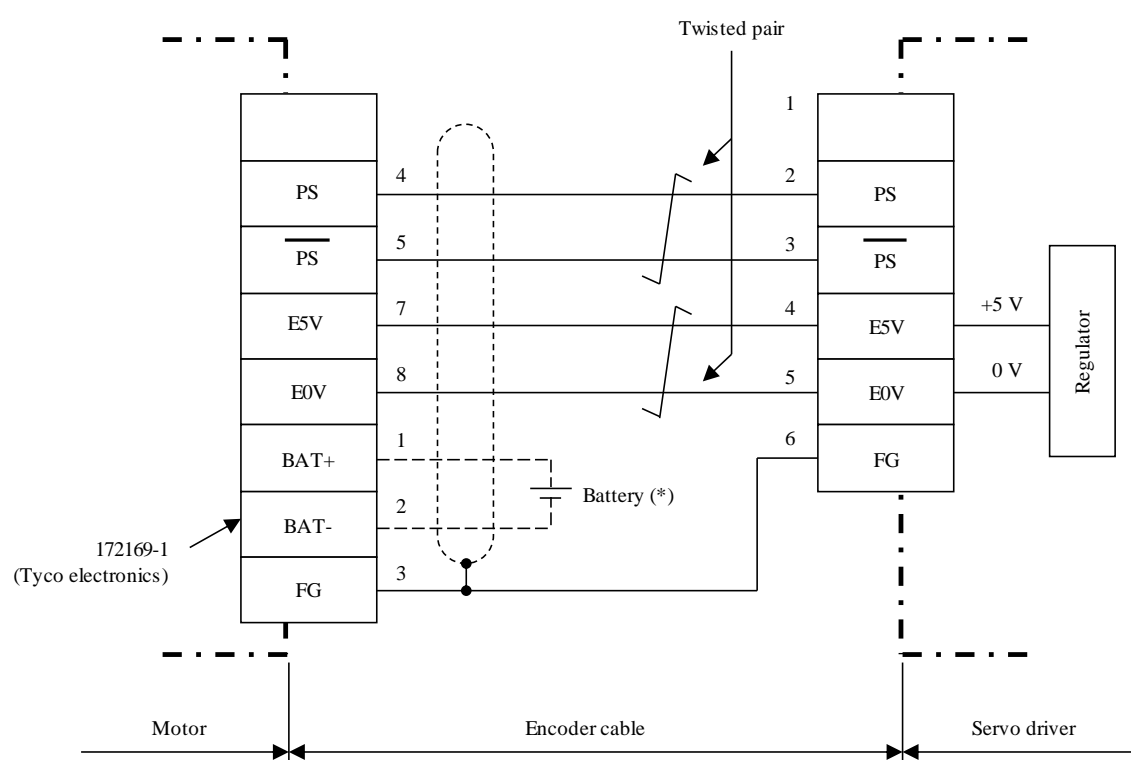 Twisted pair
1
4
2
PS
PS
5
3
PS
PS
7
4
+5 V
E5V
E5V
8
5
0 V
E0V
E0V
Regulator
1
6
BAT+
FG
Battery (*)
2
BAT-
172169-1
(Tyco electronics)
3
FG
Motor
Encoder cable
Servo driver